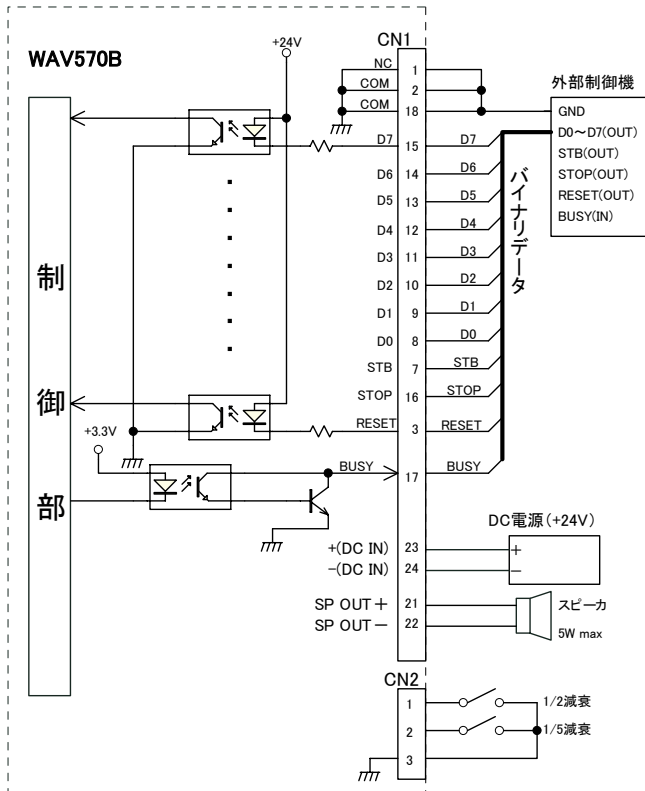 WAV570B
+24V
CN1
NC 1
COM 2
COM 18
外部制御機
GND
D0～D7(OUT)
STB(OUT)
STOP(OUT)
RESET(OUT)
BUSY(IN)
D7 15 D7
D6 14 D6
D5 13 D5
D4 12 D4
D3 11 D3
D2 10 D2
D1 9 D1
D0 8 D0
STB 7 STB
STOP 16 STOP
RESET 3 RESET
BUSY 17 BUSY
バイナリデータ
制御部
+3.3V
DC電源(+24V)
+(DC IN) 23 +
-(DC IN) 24 －
SP OUT＋ 21 スピーカ
SP OUT－ 22 5W max
CN2
1 1/2減衰
2 1/5減衰
3